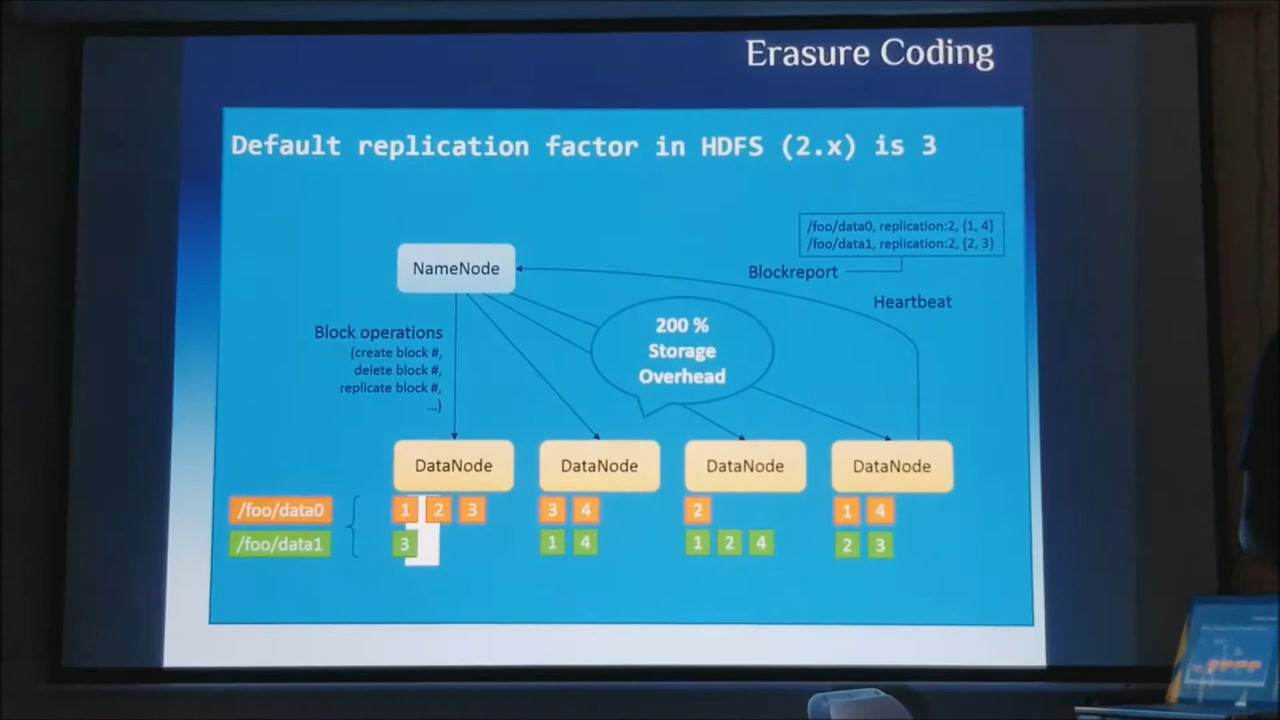 Erasure Coding
Default replication factor in HDFS (2.x) is 3
/foo/data0, replication:2, {1, 4}
/foo/data1, replication:2, {2, 3}
NameNode
Blockreport
Heartbeat
Block operations
(create block #,
delete block #,
replicate block #,
...)
200 %
Storage
Overhead
DataNode DataNode DataNode DataNode
/foo/data0 1 2 3 3 4 2 1 4
/foo/data1 3 1 4 1 2 4 2 3